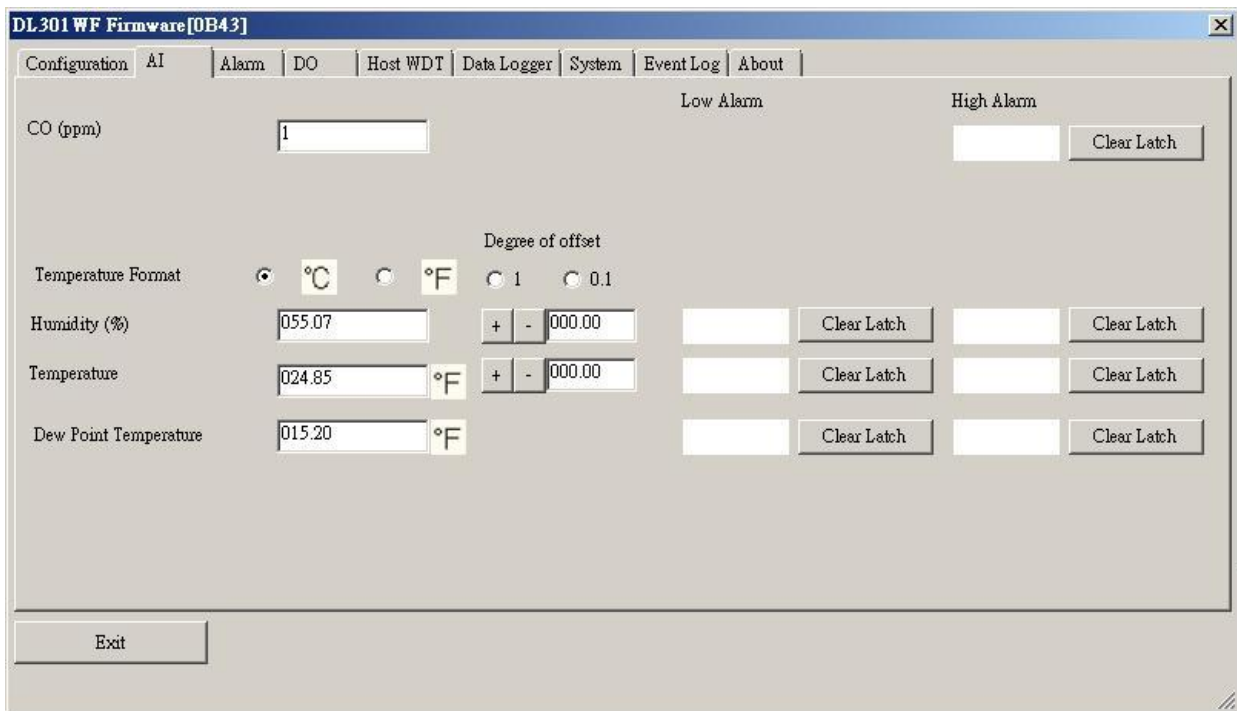 DL301 WF Firmware[0B43]
Configuration AI Alarm DO Host WDT Data Logger System Event Log About
Low Alarm High Alarm
CO (ppm) 1 Clear Latch
Degree of offset
Temperature Format °C °F 1 0.1
Humidity (%) 055.07 + - 000.00 Clear Latch Clear Latch
Temperature 024.85 °F + - 000.00 Clear Latch Clear Latch
Dew Point Temperature 015.20 °F Clear Latch Clear Latch
Exit